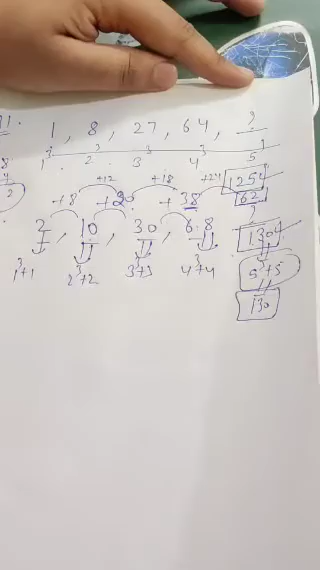 1, 8, 27, 64, ?
1³ 2³ 3³ 4³ 5³
+12 +18 +24 125
+8 +20 + 38 62
2, 10, 30, 68 ?
130
1³+1 2³+2 3³+3 4³+4 5³+5
130